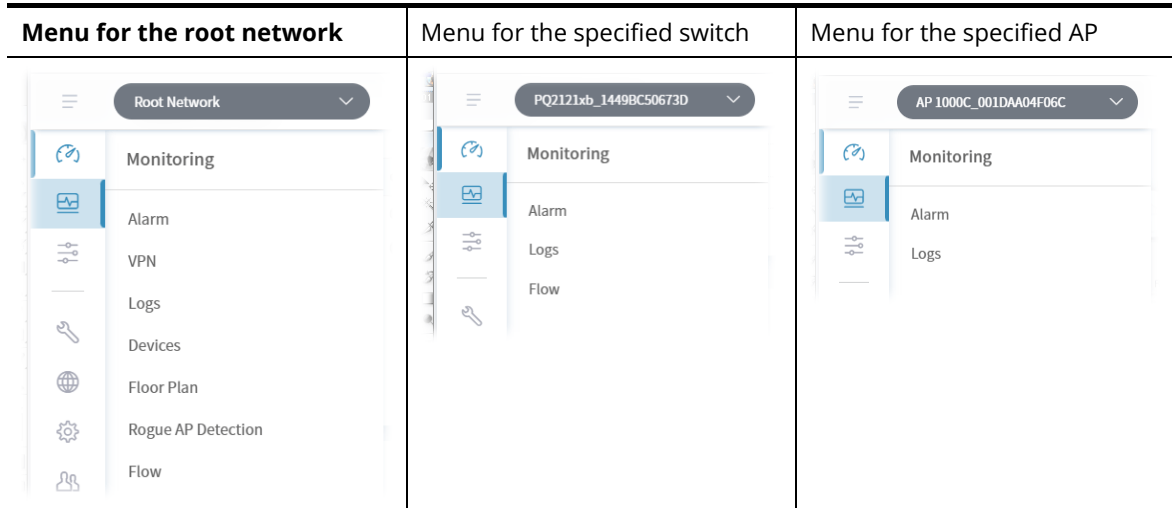 Menu for the root network
Menu for the specified switch
Menu for the specified AP
Root Network
Monitoring
Alarm
VPN
Logs
Devices
Floor Plan
Rogue AP Detection
Flow
PQ2121xb_1449BC50673D
Monitoring
Alarm
Logs
Flow
AP 1000C_001DAA04F06C
Monitoring
Alarm
Logs